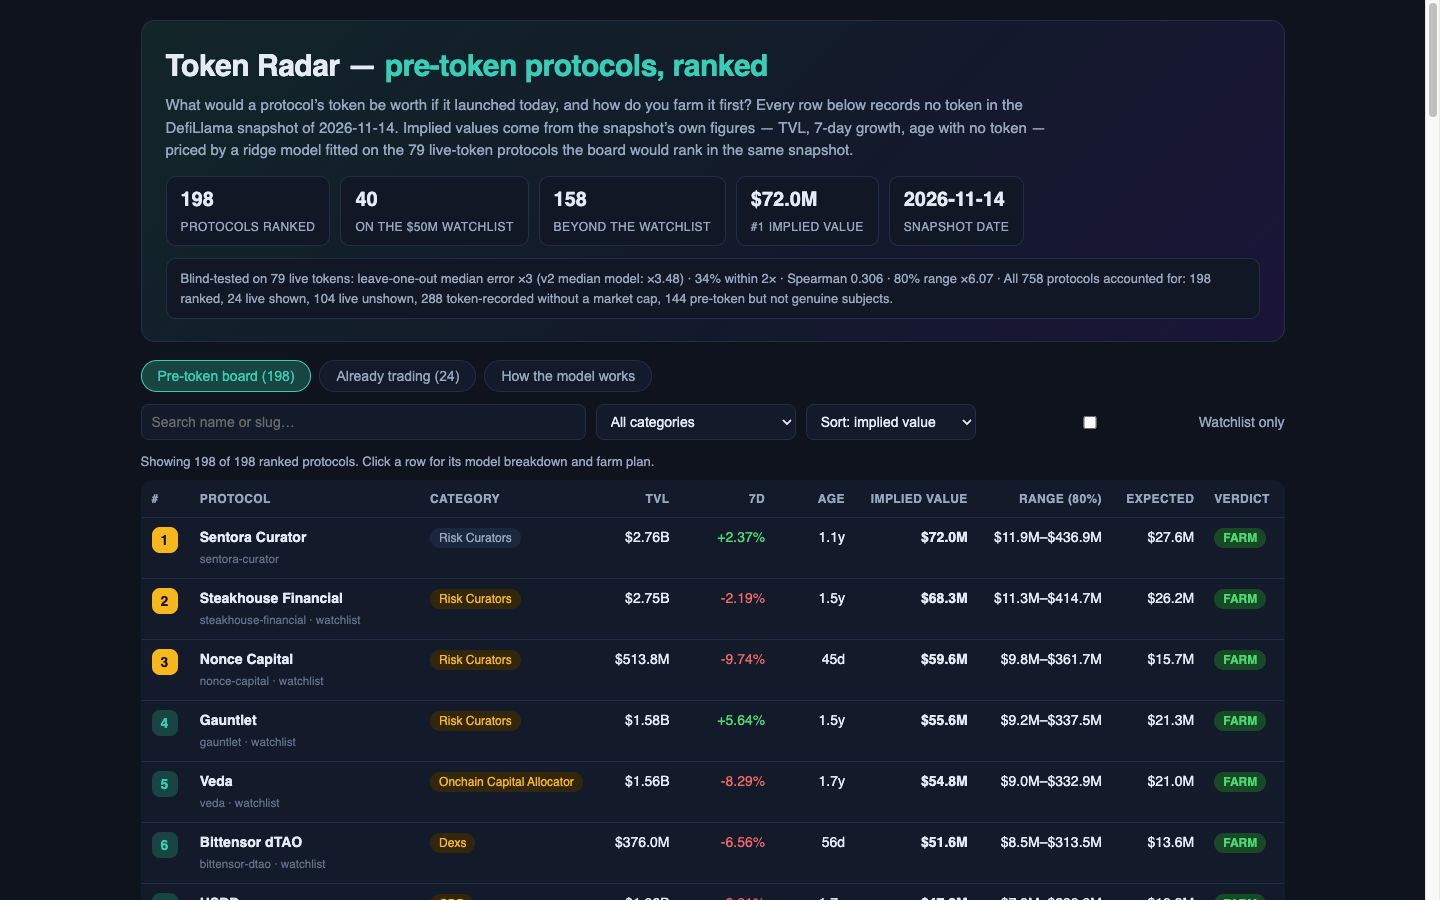 Token Radar — pre-token protocols, ranked
What would a protocol's token be worth if it launched today, and how do you farm it first? Every row below records no token in the
DefiLlama snapshot of 2026-11-14. Implied values come from the snapshot's own figures — TVL, 7-day growth, age with no token —
priced by a ridge model fitted on the 79 live-token protocols the board would rank in the same snapshot.
198 40 158 $72.0M 2026-11-14
PROTOCOLS RANKED ON THE $50M WATCHLIST BEYOND THE WATCHLIST #1 IMPLIED VALUE SNAPSHOT DATE
Blind-tested on 79 live tokens: leave-one-out median error ×3 (v2 median model: ×3.48) · 34% within 2× · Spearman 0.306 · 80% range ×6.07 · All 758 protocols accounted for: 198
ranked, 24 live shown, 104 live unshown, 288 token-recorded without a market cap, 144 pre-token but not genuine subjects.
Pre-token board (198) Already trading (24) How the model works
Search name or slug… All categories Sort: implied value Watchlist only
Showing 198 of 198 ranked protocols. Click a row for its model breakdown and farm plan.
# PROTOCOL CATEGORY TVL 7D AGE IMPLIED VALUE RANGE (80%) EXPECTED VERDICT
1 Sentora Curator Risk Curators $2.76B +2.37% 1.1y $72.0M $11.9M–$436.9M $27.6M FARM
sentora-curator
2 Steakhouse Financial Risk Curators $2.75B -2.19% 1.5y $68.3M $11.3M–$414.7M $26.2M FARM
steakhouse-financial · watchlist
3 Nonce Capital Risk Curators $513.8M -9.74% 45d $59.6M $9.8M–$361.7M $15.7M FARM
nonce-capital · watchlist
4 Gauntlet Risk Curators $1.58B +5.64% 1.5y $55.6M $9.2M–$337.5M $21.3M FARM
gauntlet · watchlist
5 Veda Onchain Capital Allocator $1.56B -8.29% 1.7y $54.8M $9.0M–$332.9M $21.0M FARM
veda · watchlist
6 Bittensor dTAO Dexs $376.0M -6.56% 56d $51.6M $8.5M–$313.5M $13.6M FARM
bittensor-dtao · watchlist